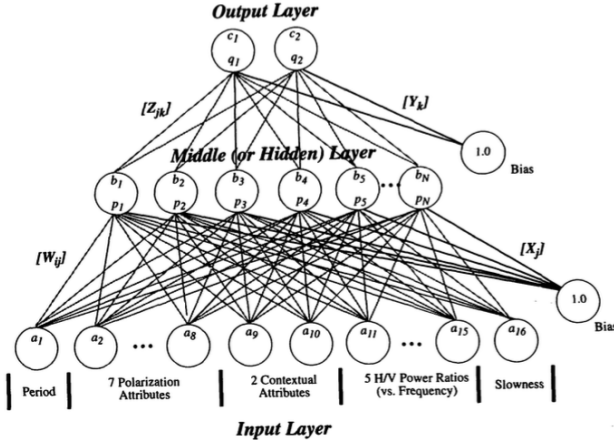 Output Layer
c1 c2
q1 q2
[Zjk] [Yk]
1.0
Middle (or Hidden) Layer
Bias
b1 b2 b3 b4 b5 ••• bN
p1 p2 p3 p4 p5 pN
[Wij] [Xj]
1.0
Bias
a1 a2 ••• a8 a9 a10 a11 ••• a15 a16
Period 7 Polarization 2 Contextual 5 H/V Power Ratios Slowness
Attributes Attributes (vs. Frequency)
Input Layer